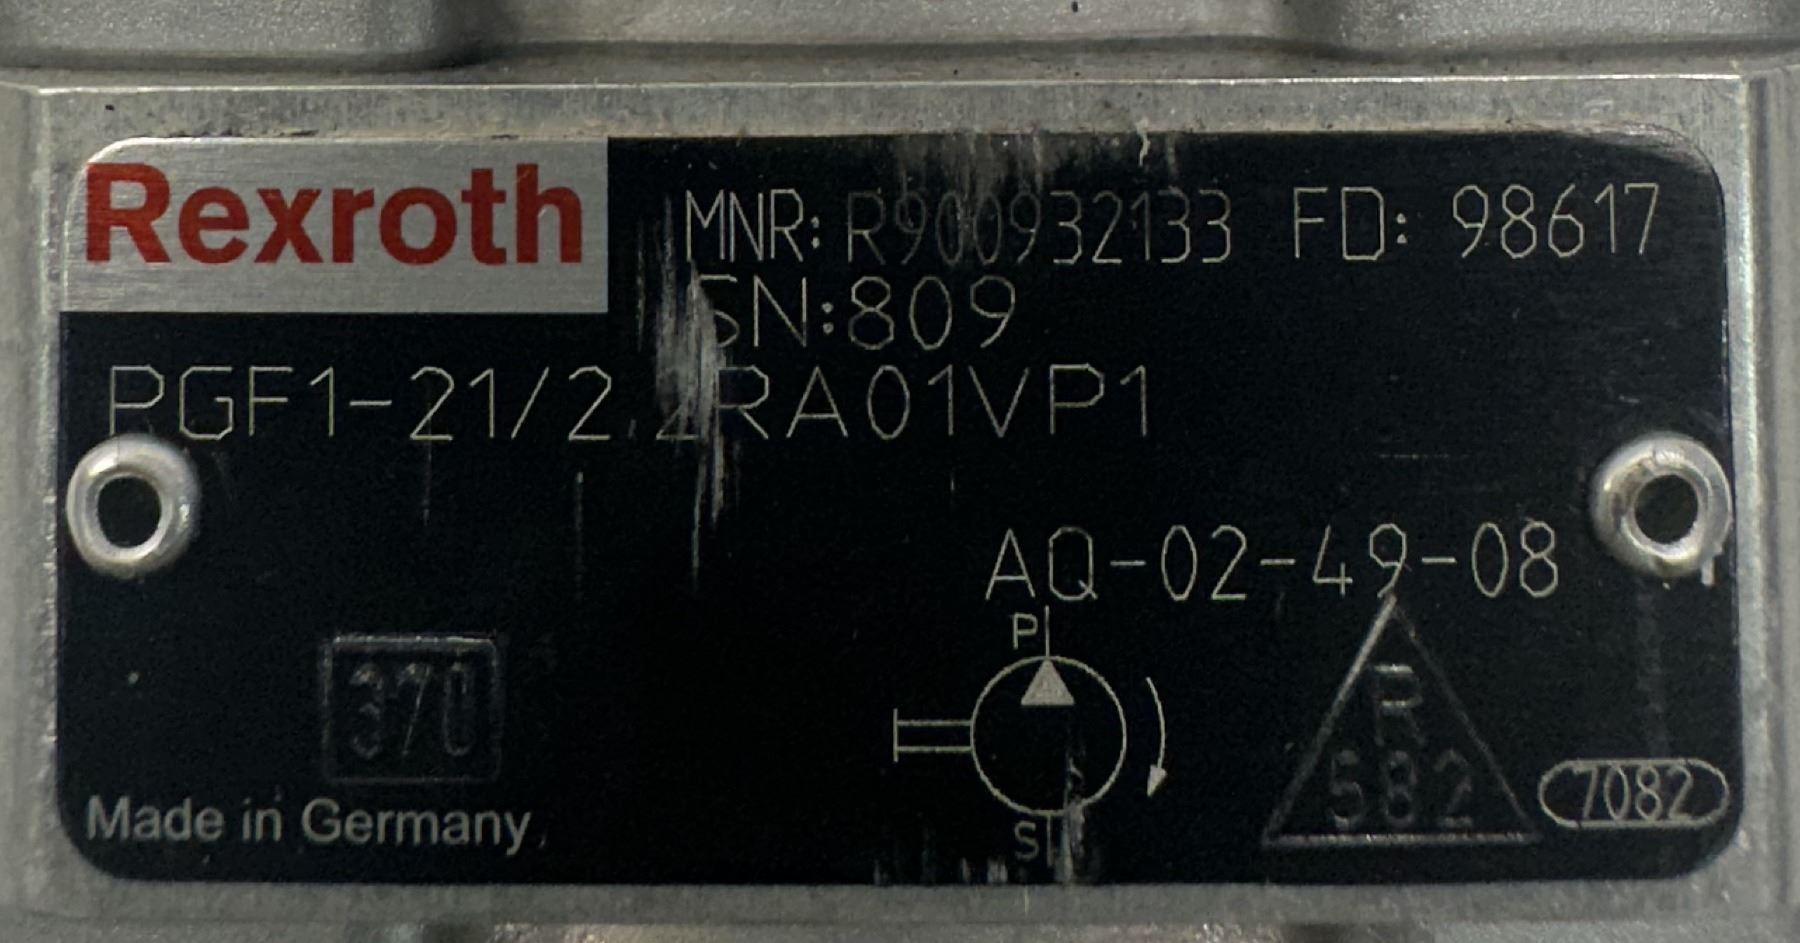 Rexroth
MNR: R900932133 FD: 98617
SN:809
PGF1-21/2,2RA01VP1
AQ-02-49-08
P
370
R
582
7082
Made in Germany
S